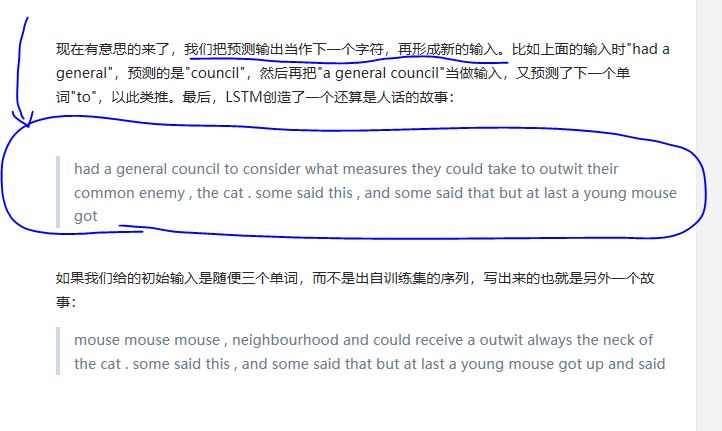 现在有意思的来了，我们把预测输出当作下一个字符，再形成新的输入。比如上面的输入时"had a
general"，预测的是"council"，然后再把"a general council"当做输入，又预测了下一个单
词"to"，以此类推。最后，LSTM创造了一个还算是人话的故事：
had a general council to consider what measures they could take to outwit their
common enemy , the cat . some said this , and some said that but at last a young mouse
got
如果我们给的初始输入是随便三个单词，而不是出自训练集的序列，写出来的也就是另外一个故
事：
mouse mouse mouse , neighbourhood and could receive a outwit always the neck of
the cat . some said this , and some said that but at last a young mouse got up and said